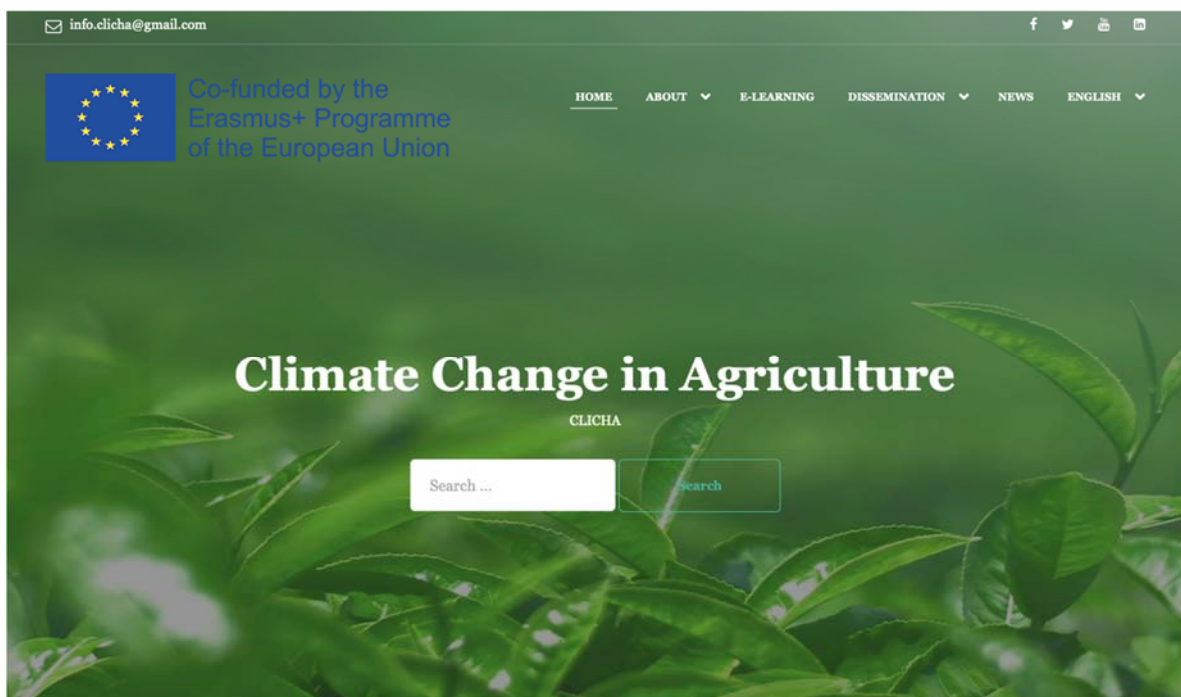 info.clicha@gmail.com
Co-funded by the
Erasmus+ Programme
of the European Union
HOME ABOUT E-LEARNING DISSEMINATION NEWS ENGLISH
Climate Change in Agriculture
CLICHA
Search ... Search